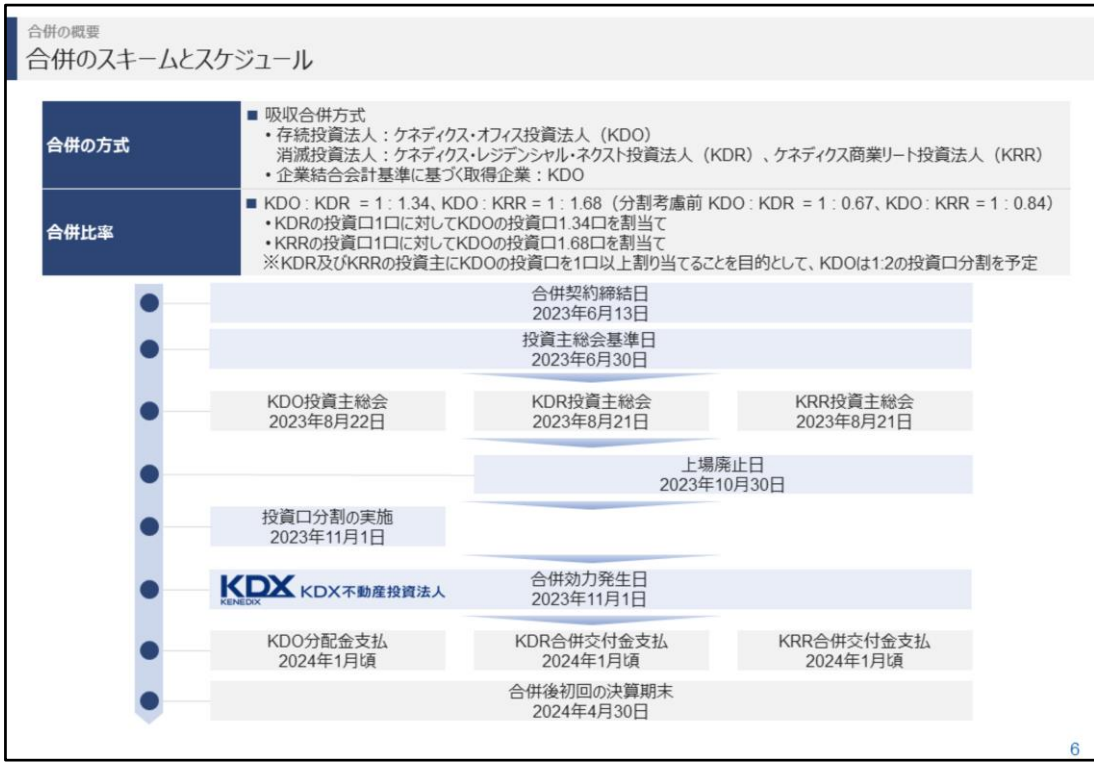 合併の概要
合併のスキームとスケジュール
合併の方式
■ 吸収合併方式
・存続投資法人：ケネディクス・オフィス投資法人（KDO）
消滅投資法人：ケネディクス・レジデンシャル・ネクスト投資法人（KDR）、ケネディクス商業リート投資法人（KRR）
・企業結合会計基準に基づく取得企業：KDO
合併比率
■ KDO : KDR = 1 : 1.34、KDO : KRR = 1 : 1.68（分割考慮前 KDO : KDR = 1 : 0.67、KDO : KRR = 1 : 0.84）
・KDRの投資口1口に対してKDOの投資口1.34口を割当て
・KRRの投資口1口に対してKDOの投資口1.68口を割当て
※KDR及びKRRの投資主にKDOの投資口を1口以上割り当てることを目的として、KDOは1:2の投資口分割を予定
合併契約締結日
2023年6月13日
投資主総会基準日
2023年6月30日
KDO投資主総会
2023年8月22日
KDR投資主総会
2023年8月21日
KRR投資主総会
2023年8月21日
上場廃止日
2023年10月30日
投資口分割の実施
2023年11月1日
KDX KENEDIX KDX不動産投資法人
合併効力発生日
2023年11月1日
KDO分配金支払
2024年1月頃
KDR合併交付金支払
2024年1月頃
KRR合併交付金支払
2024年1月頃
合併後初回の決算期末
2024年4月30日
6